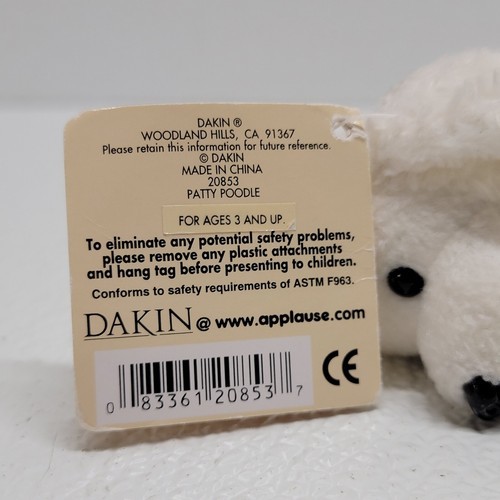 DAKIN ®
WOODLAND HILLS, CA 91367
Please retain this information for future reference.
© DAKIN
MADE IN CHINA
20853
PATTY POODLE
FOR AGES 3 AND UP.
To eliminate any potential safety problems,
please remove any plastic attachments
and hang tag before presenting to children.
Conforms to safety requirements of ASTM F963.
DAKIN @ www.applause.com
CE
0 83361 20853 7